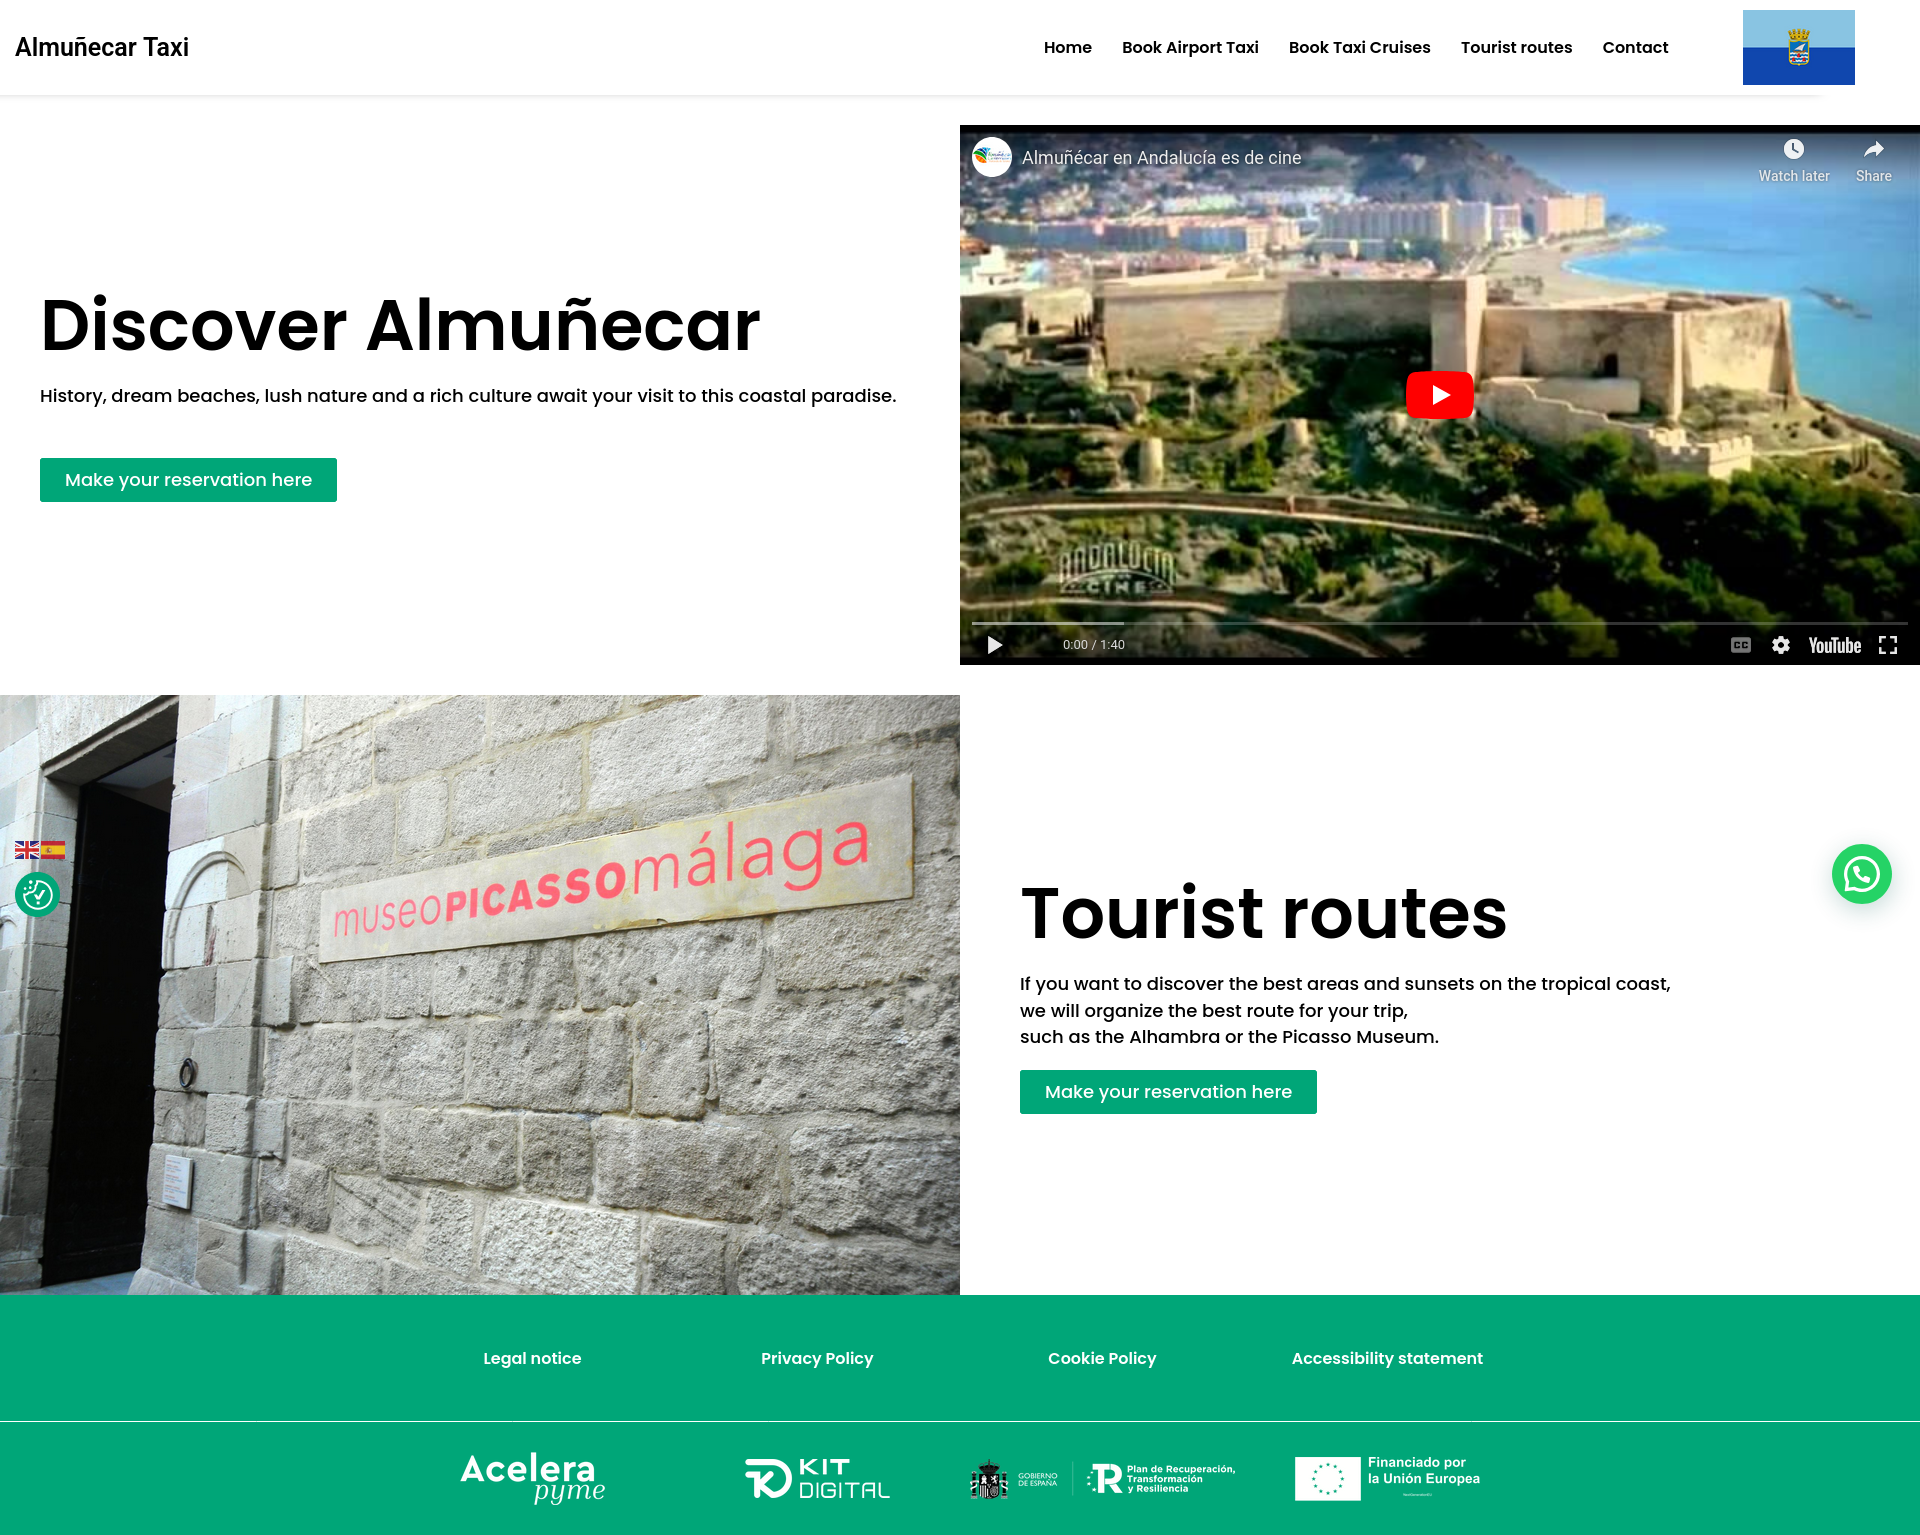 Almuñecar Taxi
Home
Book Airport Taxi
Book Taxi Cruises
Tourist routes
Contact
Almuñécar en Andalucía es de cine
Watch later
Share
Discover Almuñecar
History, dream beaches, lush nature and a rich culture await your visit to this coastal paradise.
Make your reservation here
ANDALUCIA
CINE
0:00 / 1:40
CC
YouTube
museoPICASSOmálaga
Tourist routes
If you want to discover the best areas and sunsets on the tropical coast,
we will organize the best route for your trip,
such as the Alhambra or the Picasso Museum.
Make your reservation here
Legal notice
Privacy Policy
Cookie Policy
Accessibility statement
Acelera
pyme
KIT
DIGITAL
GOBIERNO
DE ESPAÑA
Plan de Recuperación,
Transformación
y Resiliencia
Financiado por
la Unión Europea